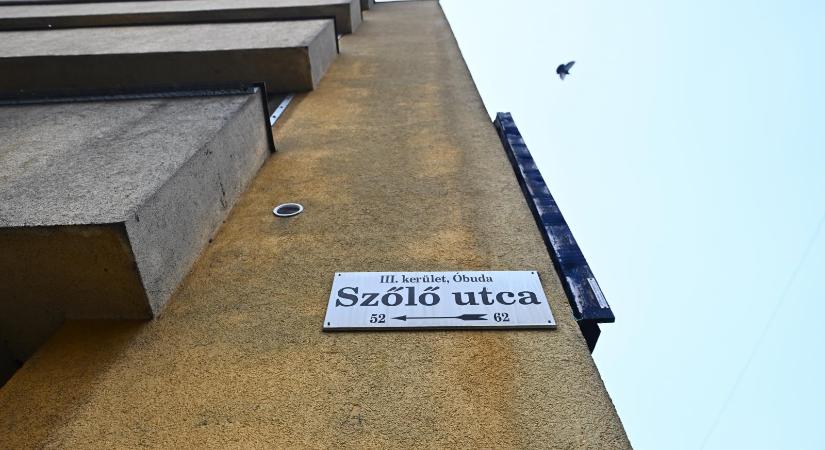 III. kerület, Óbuda
Szőlő utca
52 62